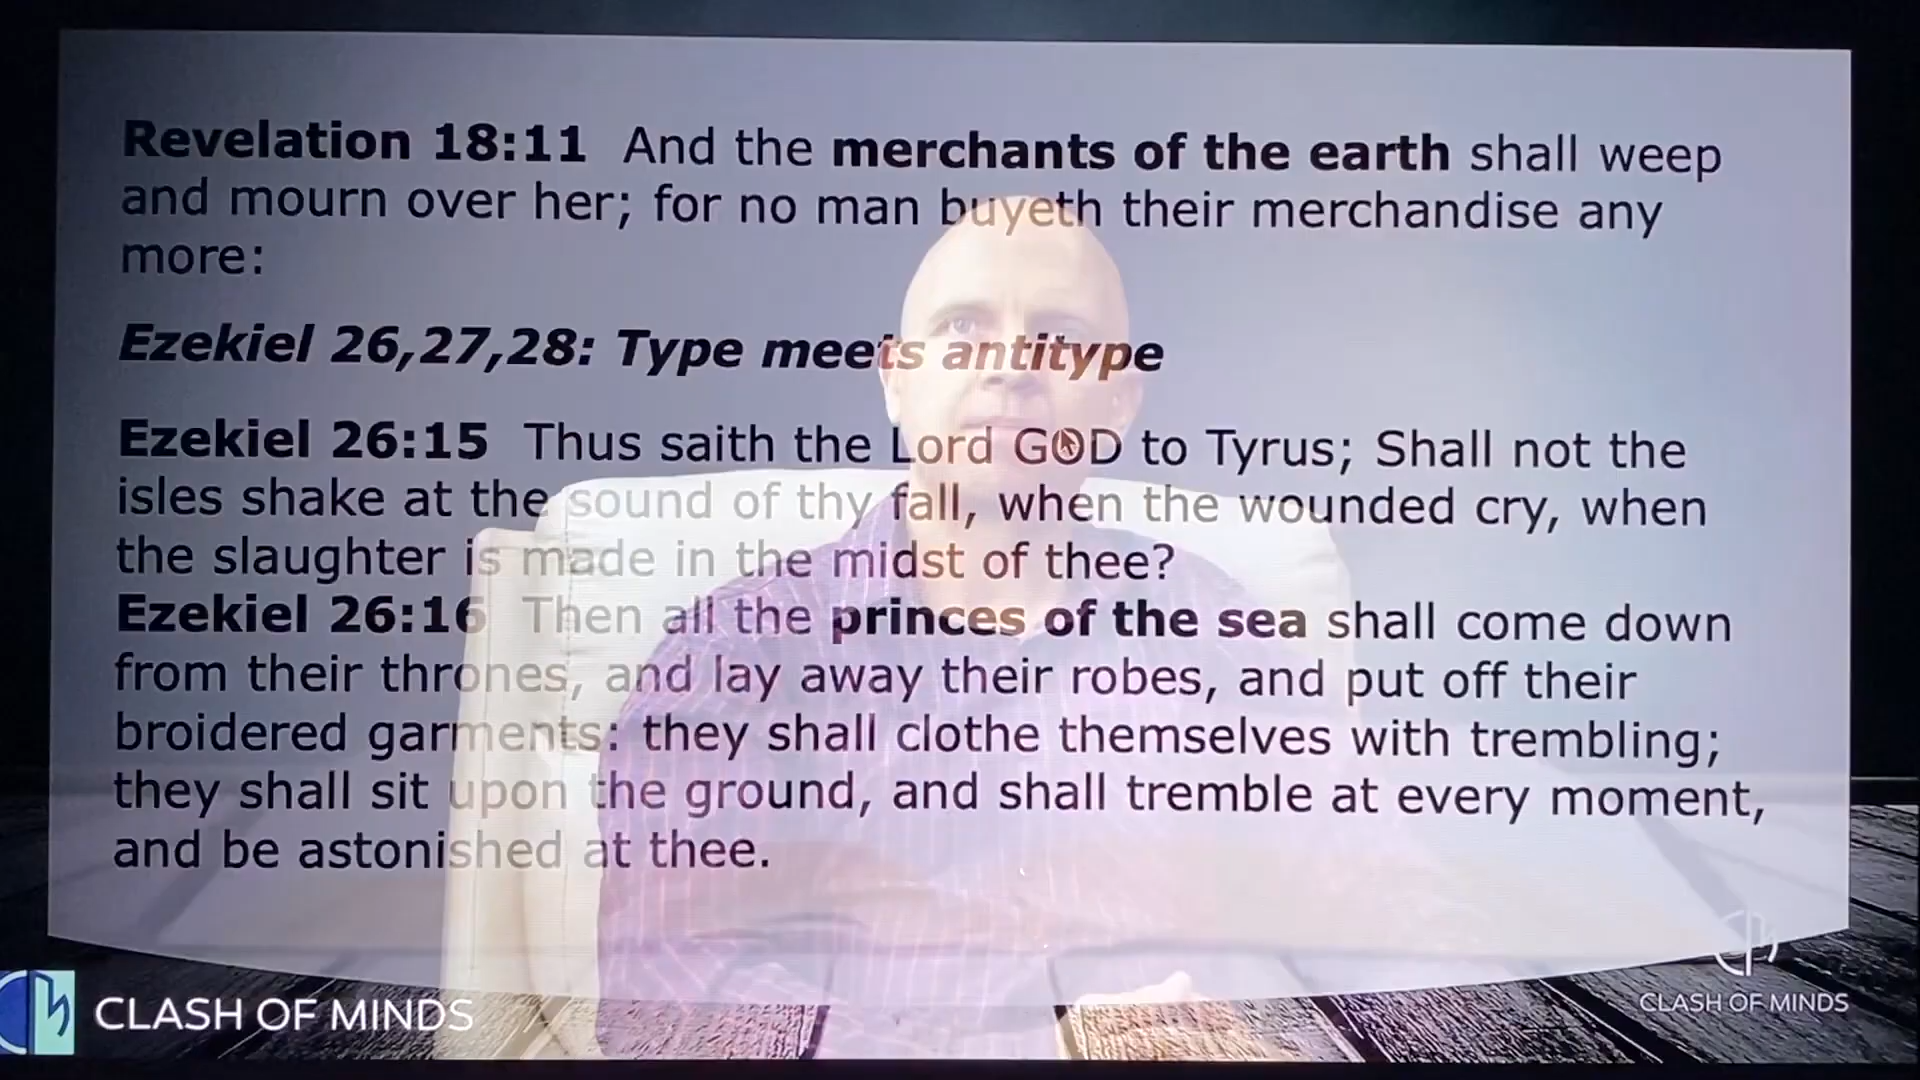 Revelation 18:11 And the merchants of the earth shall weep
and mourn over her; for no man buyeth their merchandise any
more:
Ezekiel 26,27,28: Type meets antitype
Ezekiel 26:15 Thus saith the Lord GOD to Tyrus; Shall not the
isles shake at the sound of thy fall, when the wounded cry, when
the slaughter is made in the midst of thee?
Ezekiel 26:16 Then all the princes of the sea shall come down
from their thrones, and lay away their robes, and put off their
broidered garments: they shall clothe themselves with trembling;
they shall sit upon the ground, and shall tremble at every moment,
and be astonished at thee.
CLASH OF MINDS
CLASH OF MINDS